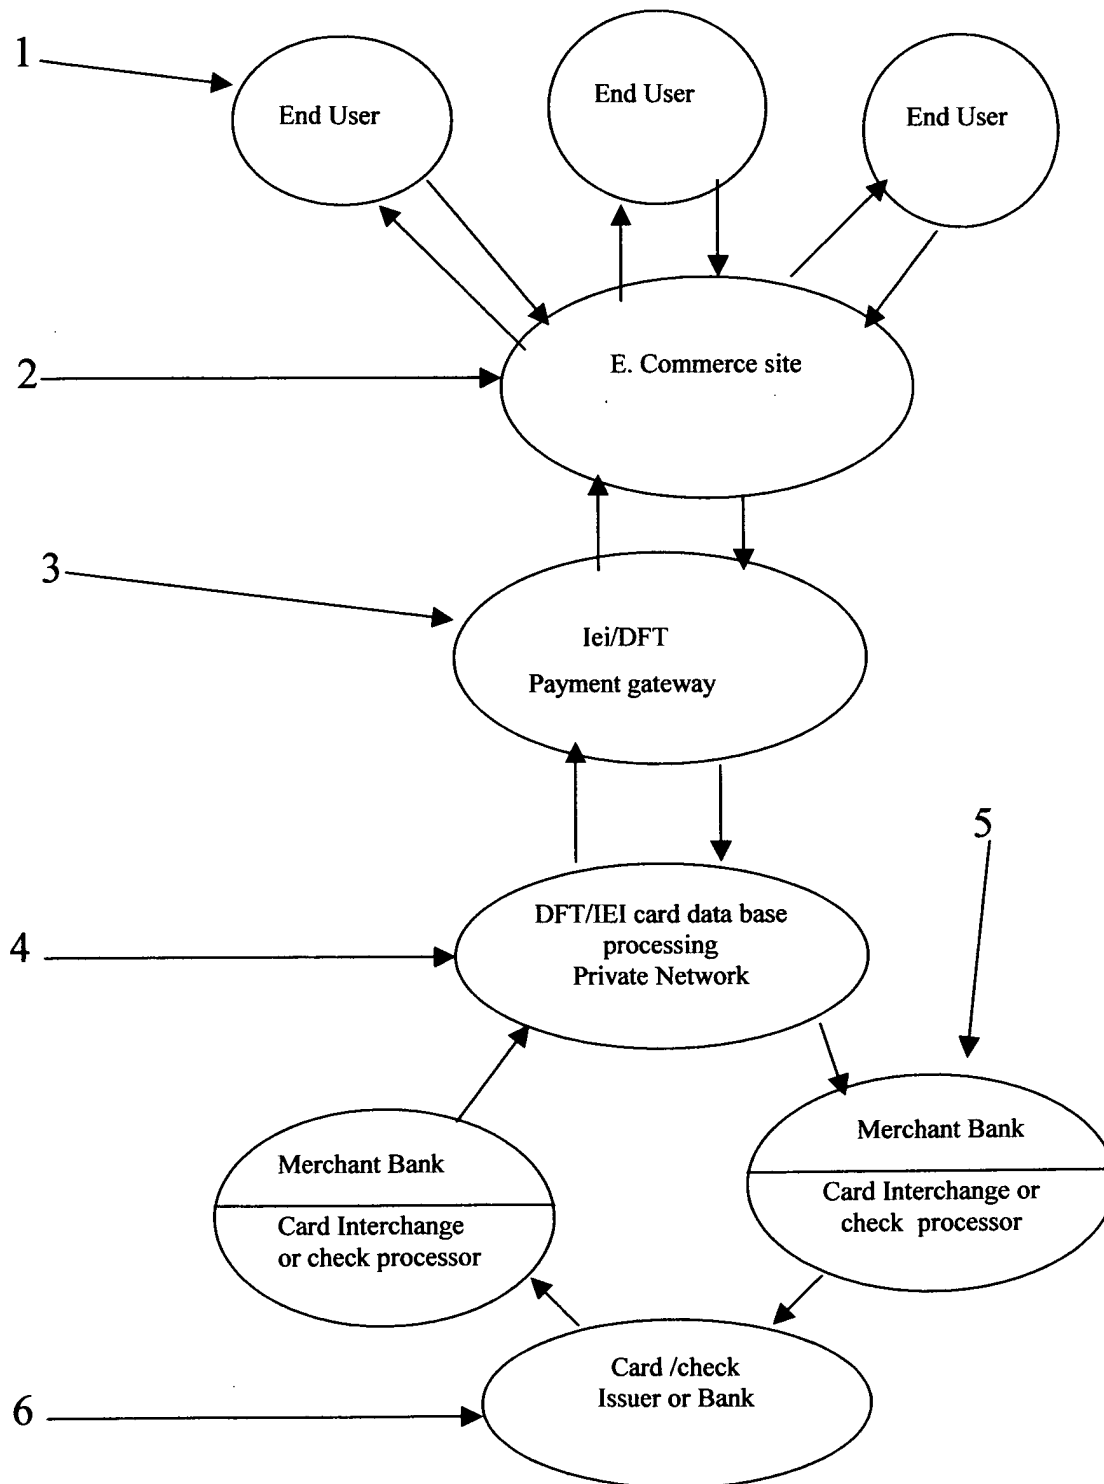 1
End User
End User
End User
2
E. Commerce site
3
Iei/DFT
Payment gateway
5
4
DFT/IEI card data base
processing
Private Network
Merchant Bank
Card Interchange or
check processor
Merchant Bank
Card Interchange
or check processor
6
Card /check
Issuer or Bank